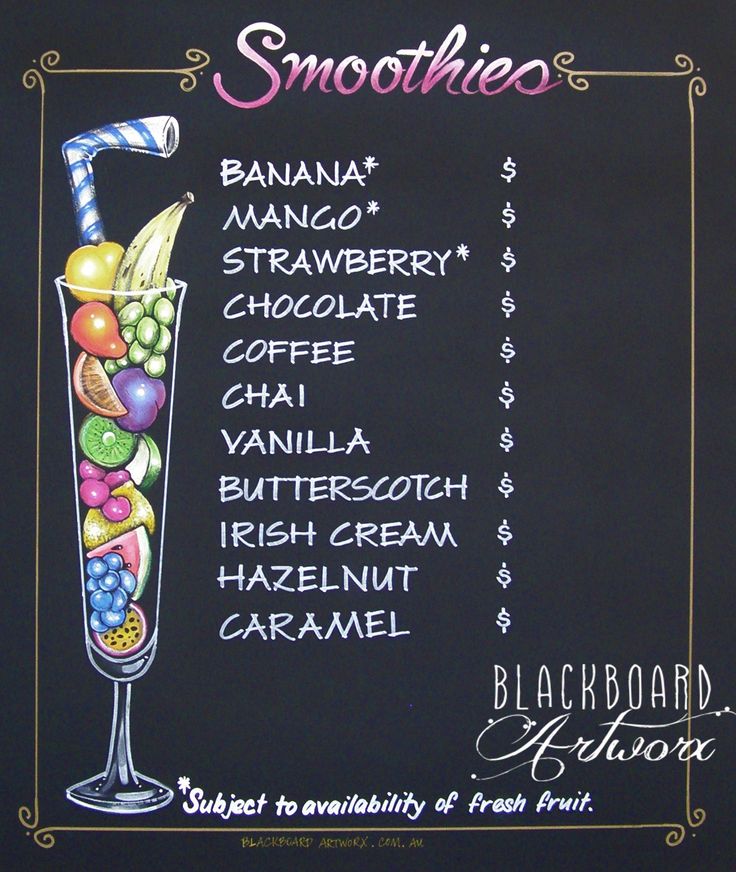 Smoothies
BANANA* $
MANGO* $
STRAWBERRY* $
CHOCOLATE $
COFFEE $
CHAI $
VANILLA $
BUTTERSCOTCH $
IRISH CREAM $
HAZELNUT $
CARAMEL $
BLACKBOARD
Artworx
*Subject to availability of fresh fruit.
BLACKBOARD ARTWORX.COM.AU